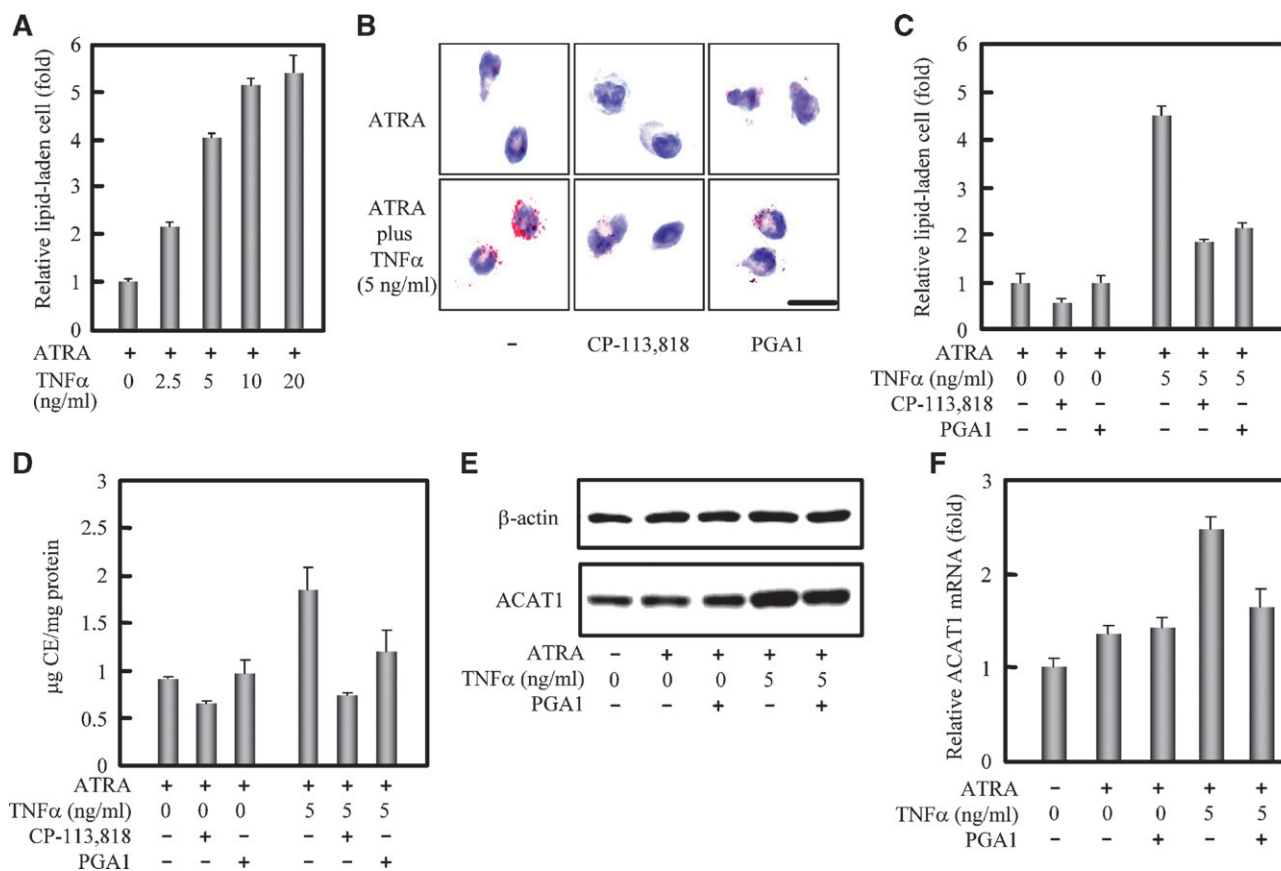 A
Relative lipid-laden cell (fold)
6
5
4
3
2
1
0
ATRA + + + + +
TNFα 0 2.5 5 10 20
(ng/ml)
B
ATRA
ATRA
plus
TNFα
(5 ng/ml)
– CP-113,818 PGA1
C
Relative lipid-laden cell (fold)
6
5
4
3
2
1
0
ATRA + + + + + +
TNFα (ng/ml) 0 0 0 5 5 5
CP-113,818 – + – – + –
PGA1 – – + – – +
D
µg CE/mg protein
3
2.5
2
1.5
1
0.5
0
ATRA + + + + + +
TNFα (ng/ml) 0 0 0 5 5 5
CP-113,818 – + – – + –
PGA1 – – + – – +
E
β-actin
ACAT1
ATRA – + + + +
TNFα (ng/ml) 0 0 0 5 5
PGA1 – – + – +
F
Relative ACAT1 mRNA (fold)
3
2
1
0
ATRA – + + + +
TNFα (ng/ml) 0 0 0 5 5
PGA1 – – + – +